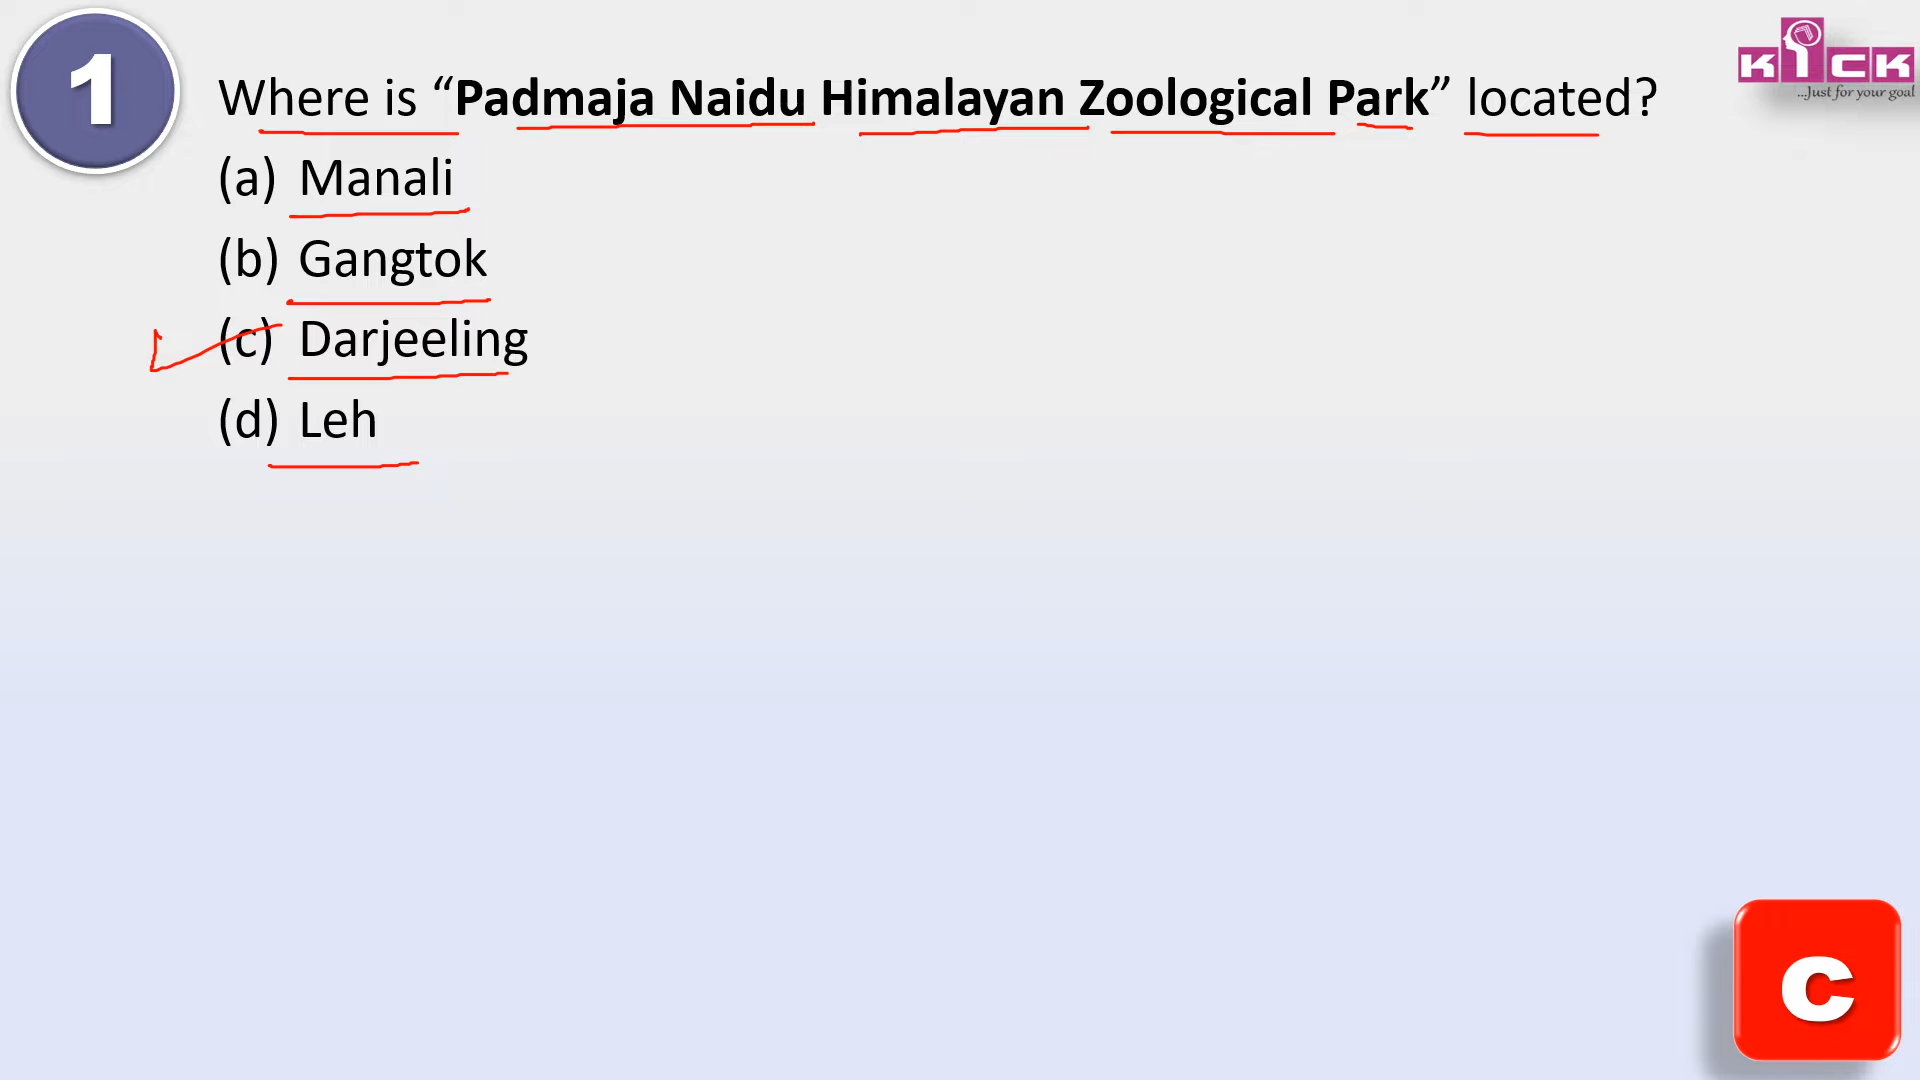 1
Where is “Padmaja Naidu Himalayan Zoological Park” located?
(a) Manali
(b) Gangtok
(c) Darjeeling
(d) Leh
KICK
...Just for your goal
C